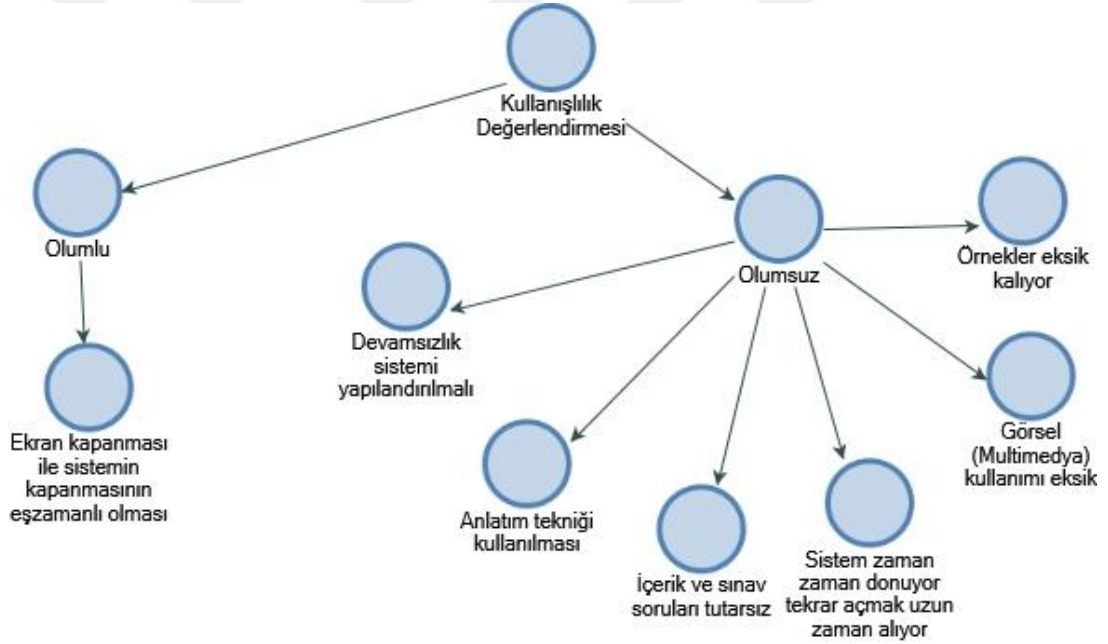 Kullanışlılık
Değerlendirmesi
Olumlu
Ekran kapanması
ile sistemin
kapanmasının
eşzamanlı olması
Olumsuz
Devamsızlık
sistemi
yapılandırılmalı
Anlatım tekniği
kullanılması
İçerik ve sınav
soruları tutarsız
Sistem zaman
zaman donuyor
tekrar açmak uzun
zaman alıyor
Görsel
(Multimedya)
kullanımı eksik
Örnekler eksik
kalıyor